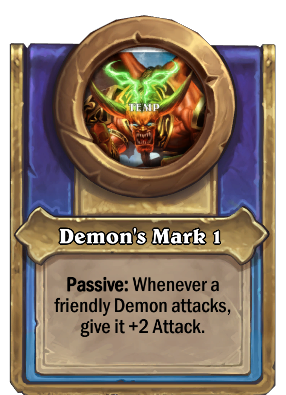 TEMP
Demon's Mark 1
Passive: Whenever a
friendly Demon attacks,
give it +2 Attack.